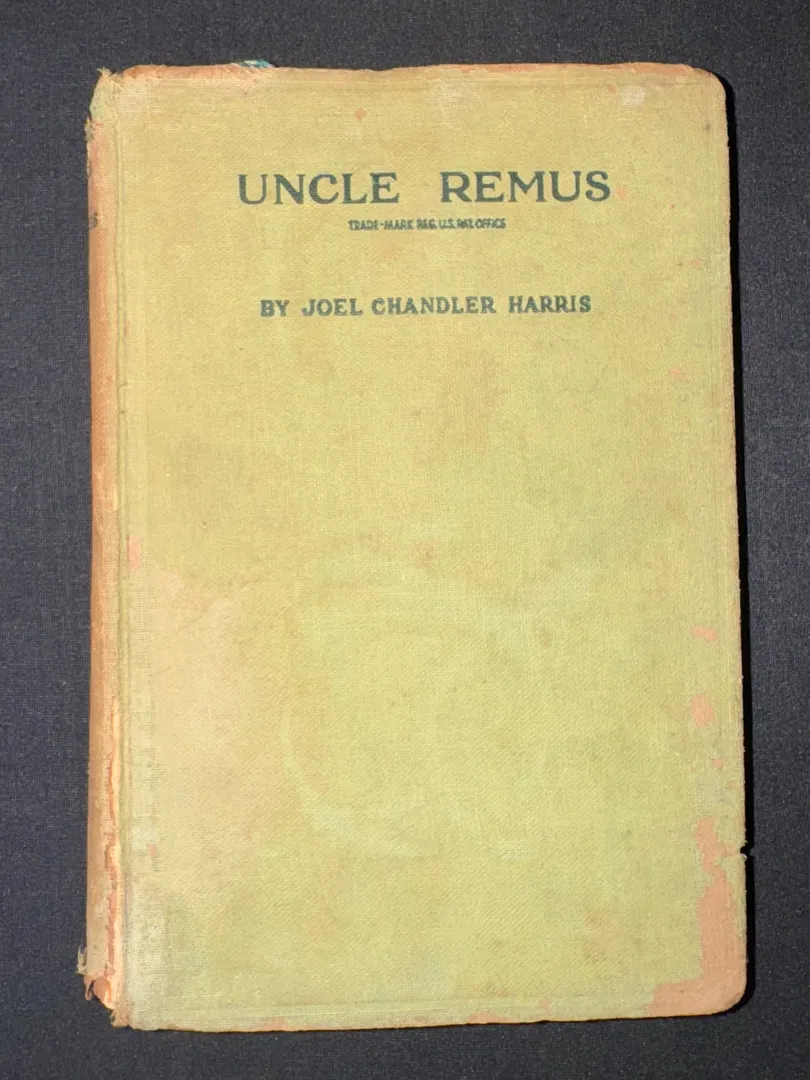 UNCLE REMUS
TRADE-MARK REG. U.S. PAT. OFFICE
BY JOEL CHANDLER HARRIS